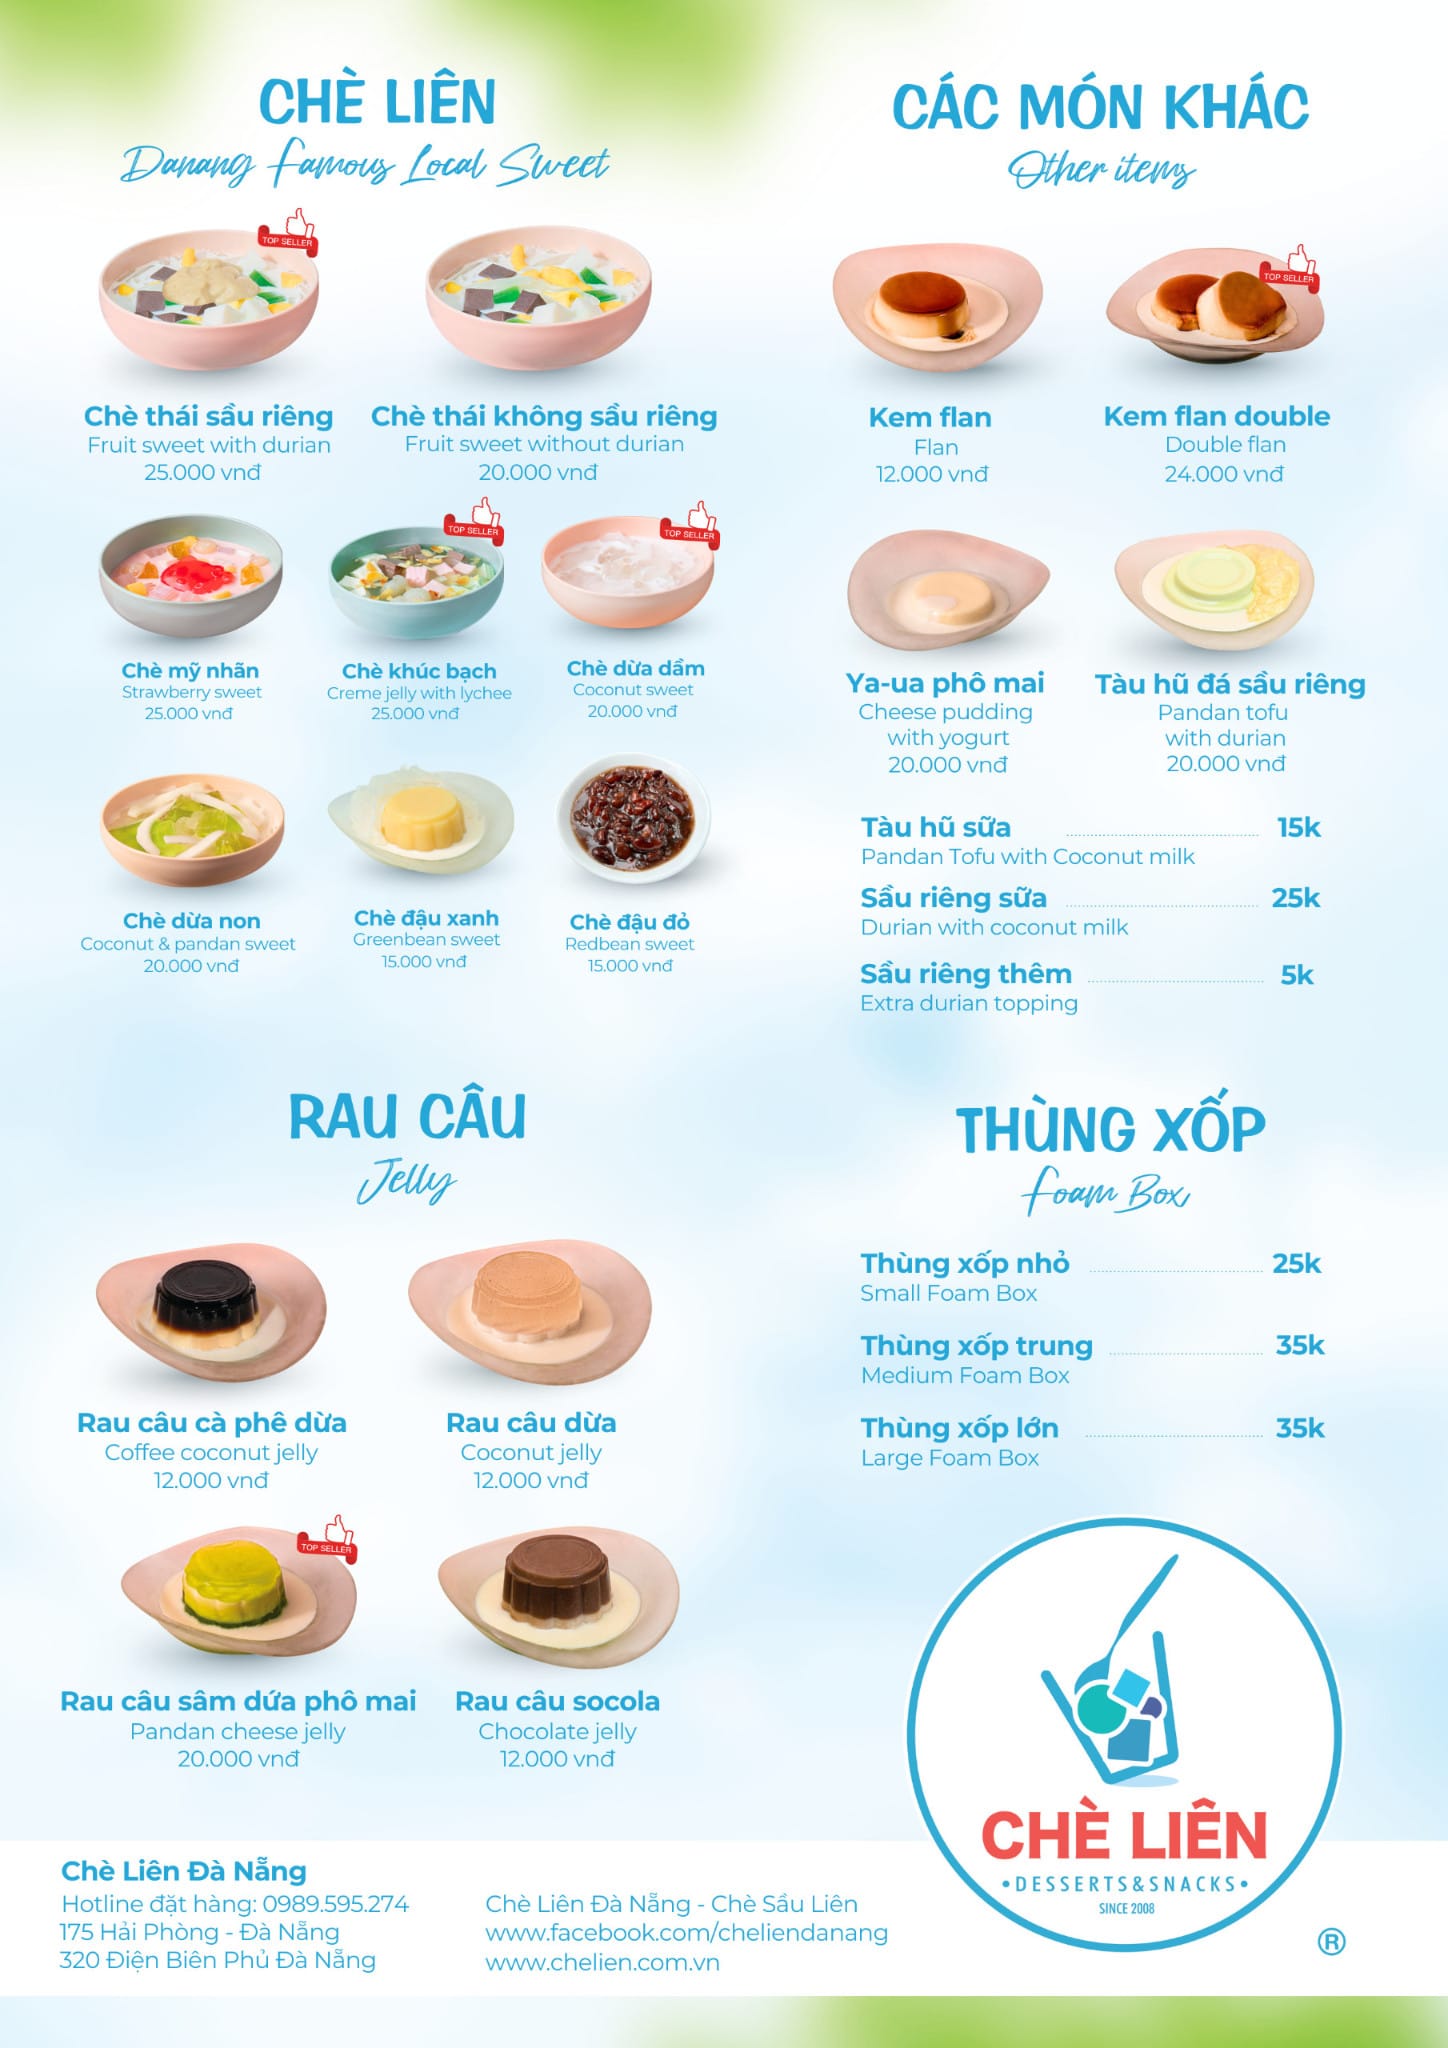 CHÈ LIÊN
Danang Famous Local Sweet
TOP SELLER
Chè thái sầu riêng
Fruit sweet with durian
25.000 vnđ
Chè thái không sầu riêng
Fruit sweet without durian
20.000 vnđ
TOP SELLER
TOP SELLER
Chè mỹ nhãn
Strawberry sweet
25.000 vnđ
Chè khúc bạch
Creme jelly with lychee
25.000 vnđ
Chè dừa dầm
Coconut sweet
20.000 vnđ
Chè dừa non
Coconut & pandan sweet
20.000 vnđ
Chè đậu xanh
Greenbean sweet
15.000 vnđ
Chè đậu đỏ
Redbean sweet
15.000 vnđ
CÁC MÓN KHÁC
Other items
TOP SELLER
Kem flan
Flan
12.000 vnđ
Kem flan double
Double flan
24.000 vnđ
Ya-ua phô mai
Cheese pudding
with yogurt
20.000 vnđ
Tàu hũ đá sầu riêng
Pandan tofu
with durian
20.000 vnđ
Tàu hũ sữa 15k
Pandan Tofu with Coconut milk
Sầu riêng sữa 25k
Durian with coconut milk
Sầu riêng thêm 5k
Extra durian topping
RAU CÂU
Jelly
Rau câu cà phê dừa
Coffee coconut jelly
12.000 vnđ
Rau câu dừa
Coconut jelly
12.000 vnđ
TOP SELLER
Rau câu sâm dứa phô mai
Pandan cheese jelly
20.000 vnđ
Rau câu socola
Chocolate jelly
12.000 vnđ
THÙNG XỐP
Foam Box
Thùng xốp nhỏ 25k
Small Foam Box
Thùng xốp trung 35k
Medium Foam Box
Thùng xốp lớn 35k
Large Foam Box
CHÈ LIÊN
•DESSERTS&SNACKS•
SINCE 2008
®
Chè Liên Đà Nẵng
Hotline đặt hàng: 0989.595.274
175 Hải Phòng - Đà Nẵng
320 Điện Biên Phủ Đà Nẵng
Chè Liên Đà Nẵng - Chè Sầu Liên
www.facebook.com/cheliendanang
www.chelien.com.vn